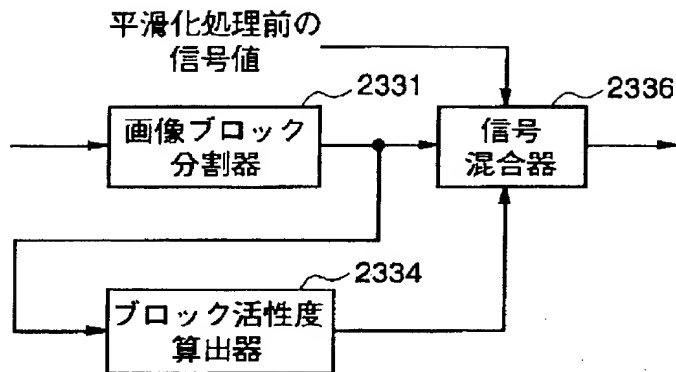 平滑化処理前の
信号値
2331
2336
画像ブロック
分割器
信号
混合器
2334
ブロック活性度
算出器